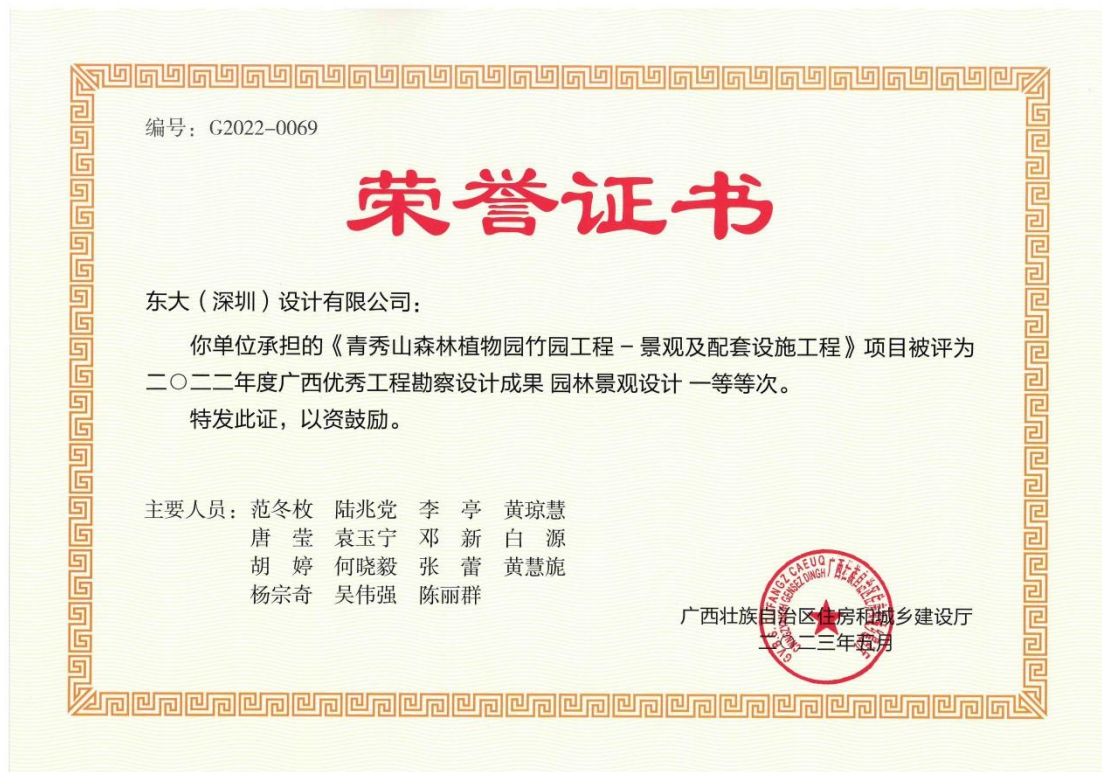 编号：G2022-0069
荣誉证书
东大（深圳）设计有限公司：
你单位承担的《青秀山森林植物园竹园工程－景观及配套设施工程》项目被评为
二〇二二年度广西优秀工程勘察设计成果 园林景观设计 一等等次。
特发此证，以资鼓励。
主要人员：范冬枚 陆兆党 李 亭 黄琼慧
唐 莹 袁玉宁 邓 新 白 源
胡 婷 何晓毅 张 蕾 黄慧旎
杨宗奇 吴伟强 陈丽群
广西壮族自治区住房和城乡建设厅
二〇二三年五月